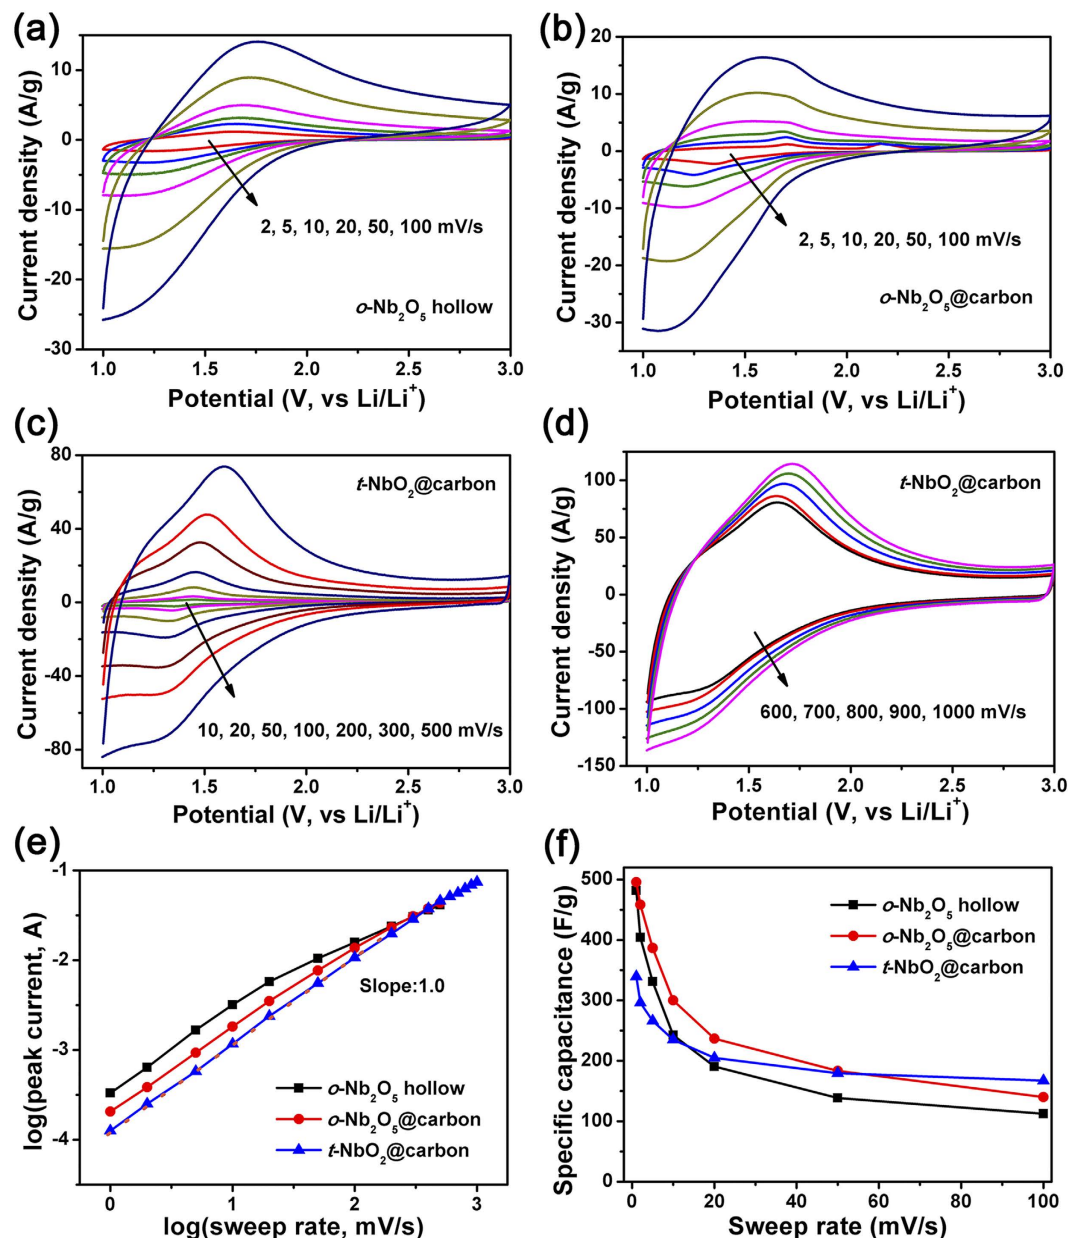 (a)
Current density (A/g)
10
0
-10
-20
-30
2, 5, 10, 20, 50, 100 mV/s
o-Nb₂O₅ hollow
1.0 1.5 2.0 2.5 3.0
Potential (V, vs Li/Li⁺)
(b)
Current density (A/g)
20
10
0
-10
-20
-30
2, 5, 10, 20, 50, 100 mV/s
o-Nb₂O₅@carbon
1.0 1.5 2.0 2.5 3.0
Potential (V, vs Li/Li⁺)
(c)
Current density (A/g)
80
40
0
-40
-80
t-NbO₂@carbon
10, 20, 50, 100, 200, 300, 500 mV/s
1.0 1.5 2.0 2.5 3.0
Potential (V, vs Li/Li⁺)
(d)
Current density (A/g)
100
50
0
-50
-100
-150
t-NbO₂@carbon
600, 700, 800, 900, 1000 mV/s
1.0 1.5 2.0 2.5 3.0
Potential (V, vs Li/Li⁺)
(e)
log(peak current, A)
-1
-2
-3
-4
Slope:1.0
o-Nb₂O₅ hollow
o-Nb₂O₅@carbon
t-NbO₂@carbon
0 1 2 3
log(sweep rate, mV/s)
(f)
Specific capacitance (F/g)
500
400
300
200
100
0
o-Nb₂O₅ hollow
o-Nb₂O₅@carbon
t-NbO₂@carbon
0 20 40 60 80 100
Sweep rate (mV/s)